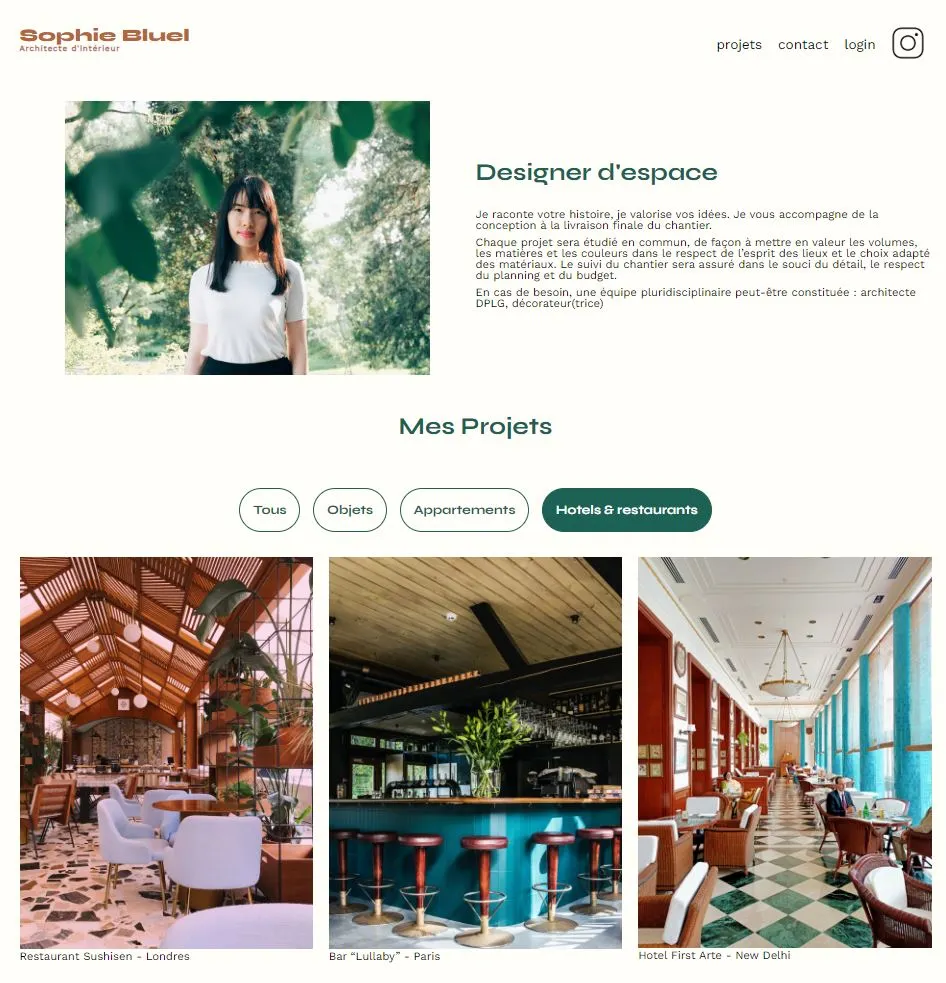 Sophie Bluel
Architecte d'intérieur
projets contact login
Designer d'espace
Je raconte votre histoire, je valorise vos idées. Je vous accompagne de la
conception à la livraison finale du chantier.
Chaque projet sera étudié en commun, de façon à mettre en valeur les volumes,
les matières et les couleurs dans le respect de l'esprit des lieux et le choix adapté
des matériaux. Le suivi du chantier sera assuré dans le souci du détail, le respect
du planning et du budget.
En cas de besoin, une équipe pluridisciplinaire peut-être constituée : architecte
DPLG, décorateur(trice)
Mes Projets
Tous
Objets
Appartements
Hotels & restaurants
Restaurant Sushisen - Londres
Bar “Lullaby” - Paris
Hotel First Arte - New Delhi